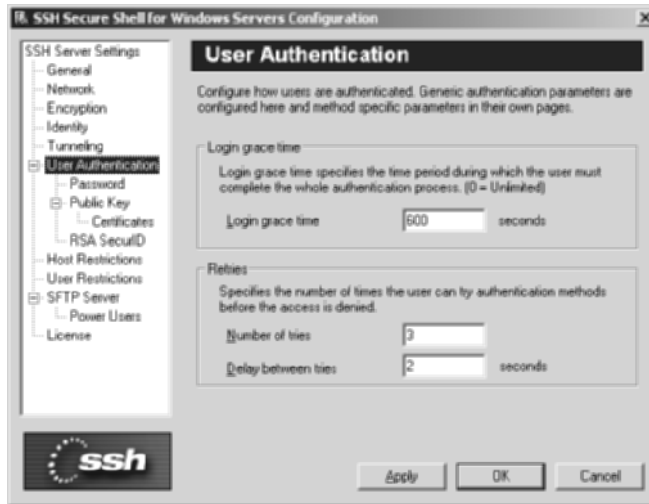 SSH Secure Shell for Windows Servers Configuration
SSH Server Settings
General
Network
Encryption
Identity
Tunneling
User Authentication
Password
Public Key
Certificates
RSA SecurID
Host Restrictions
User Restrictions
SFTP Server
Power Users
License
ssh
User Authentication
Configure how users are authenticated. Generic authentication parameters are
configured here and method specific parameters in their own pages.
Login grace time
Login grace time specifies the time period during which the user must
complete the whole authentication process. (0 = Unlimited)
Login grace time 600 seconds
Retries
Specifies the number of times the user can try authentication methods
before the access is denied.
Number of tries 3
Delay between tries 2 seconds
Apply OK Cancel